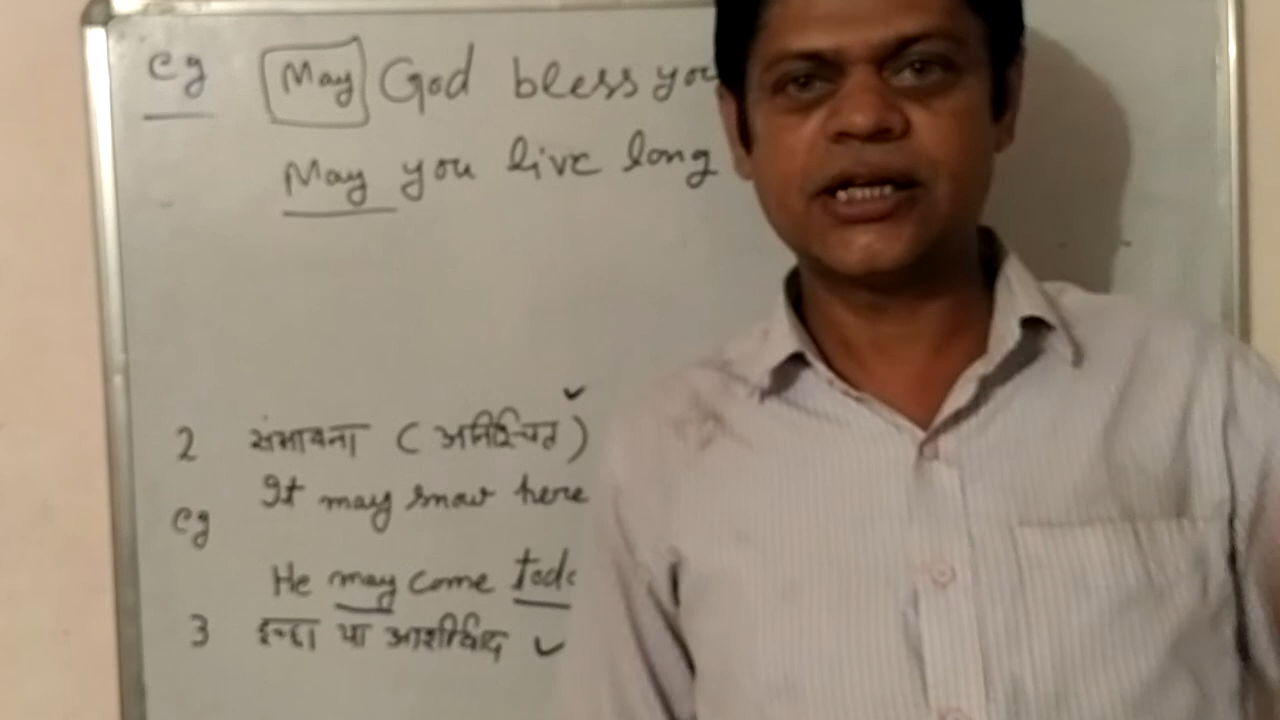 eg May God bless you
May you live long
2 संभावना (अनिश्चित)
It may snow here
eg
He may come toda
3 इच्छा या आशीर्वाद